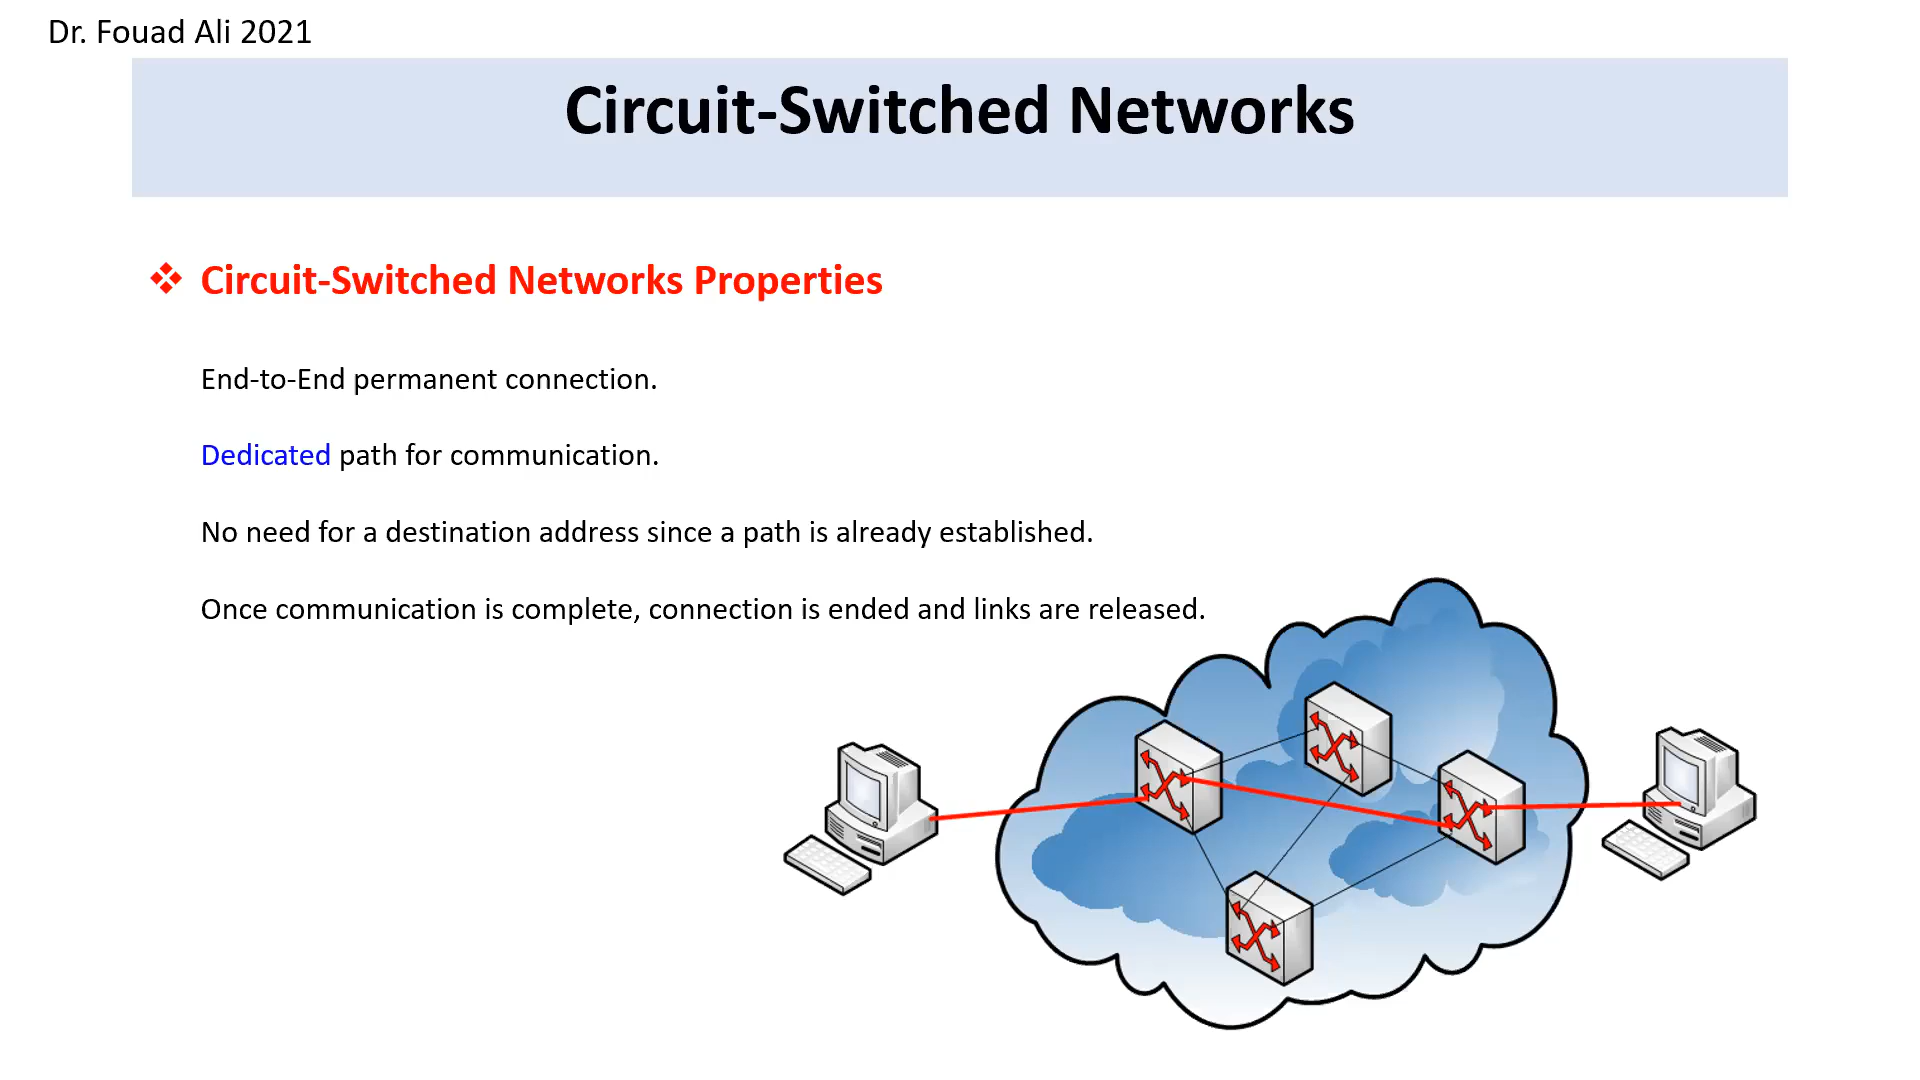 Dr. Fouad Ali 2021
Circuit-Switched Networks
❖ Circuit-Switched Networks Properties
End-to-End permanent connection.
Dedicated path for communication.
No need for a destination address since a path is already established.
Once communication is complete, connection is ended and links are released.